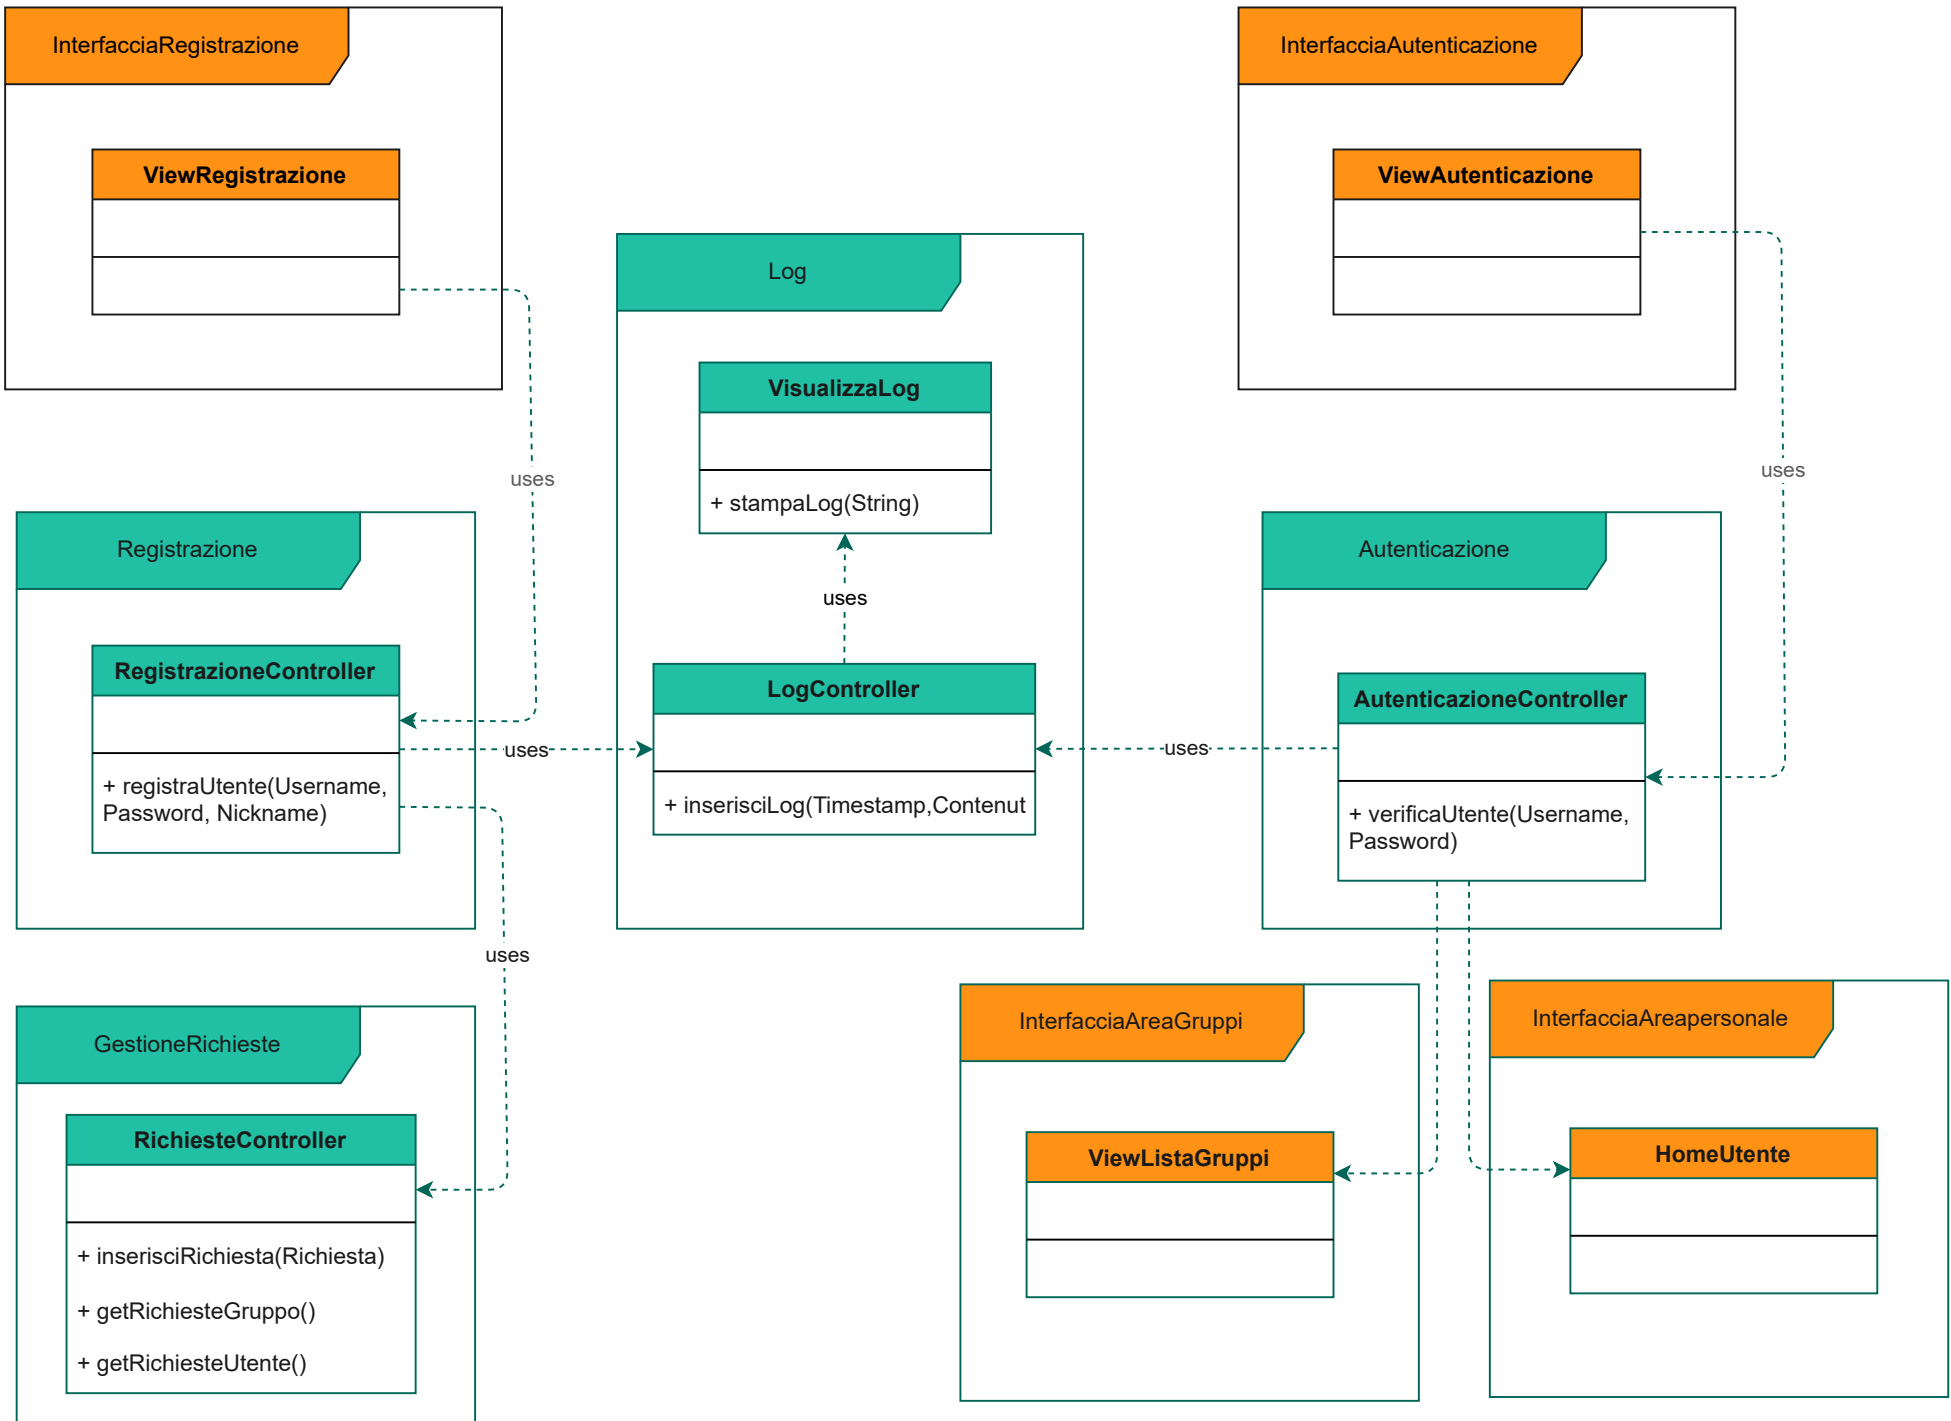 InterfacciaRegistrazione
ViewRegistrazione
InterfacciaAutenticazione
ViewAutenticazione
Log
VisualizzaLog
+ stampaLog(String)
uses
LogController
+ inserisciLog(Timestamp,Contenut
uses
uses
Registrazione
RegistrazioneController
+ registraUtente(Username,
Password, Nickname)
uses
uses
Autenticazione
AutenticazioneController
+ verificaUtente(Username,
Password)
uses
GestioneRichieste
RichiesteController
+ inserisciRichiesta(Richiesta)
+ getRichiesteGruppo()
+ getRichiesteUtente()
InterfacciaAreaGruppi
ViewListaGruppi
InterfacciaAreapersonale
HomeUtente